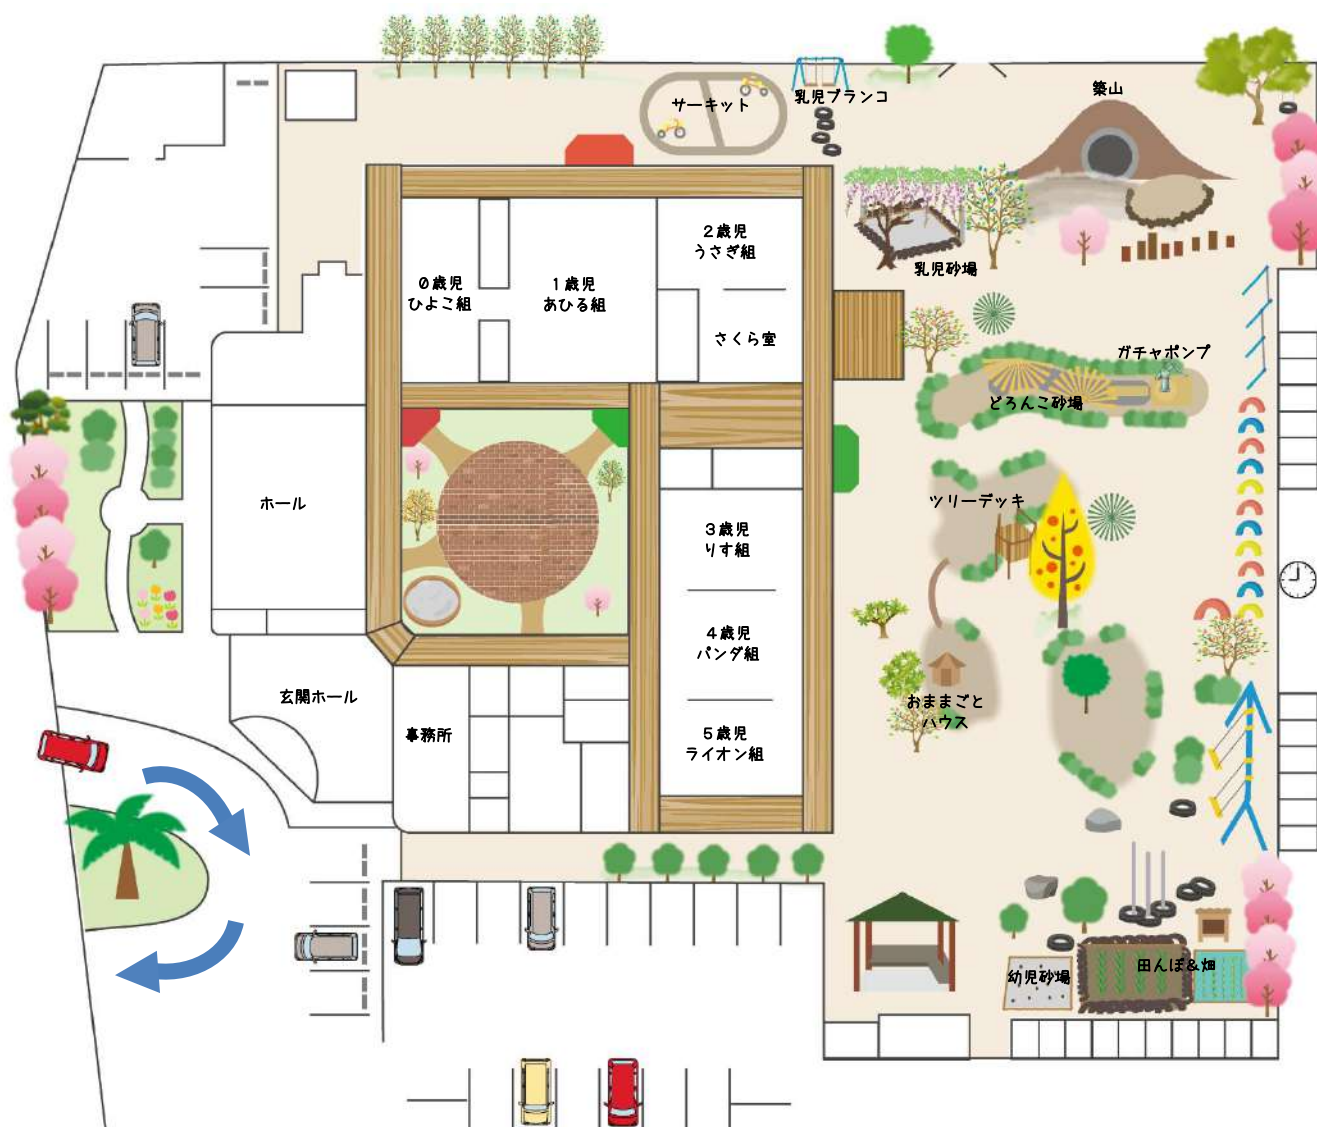 サーキット
乳児ブランコ
築山
乳児砂場
2歳児
うさぎ組
0歳児
ひよこ組
1歳児
あひる組
さくら室
ガチャポンプ
どろんこ砂場
ホール
ツリーデッキ
3歳児
りす組
4歳児
パンダ組
玄関ホール
事務所
5歳児
ライオン組
おままごと
ハウス
幼児砂場
田んぼ&畑